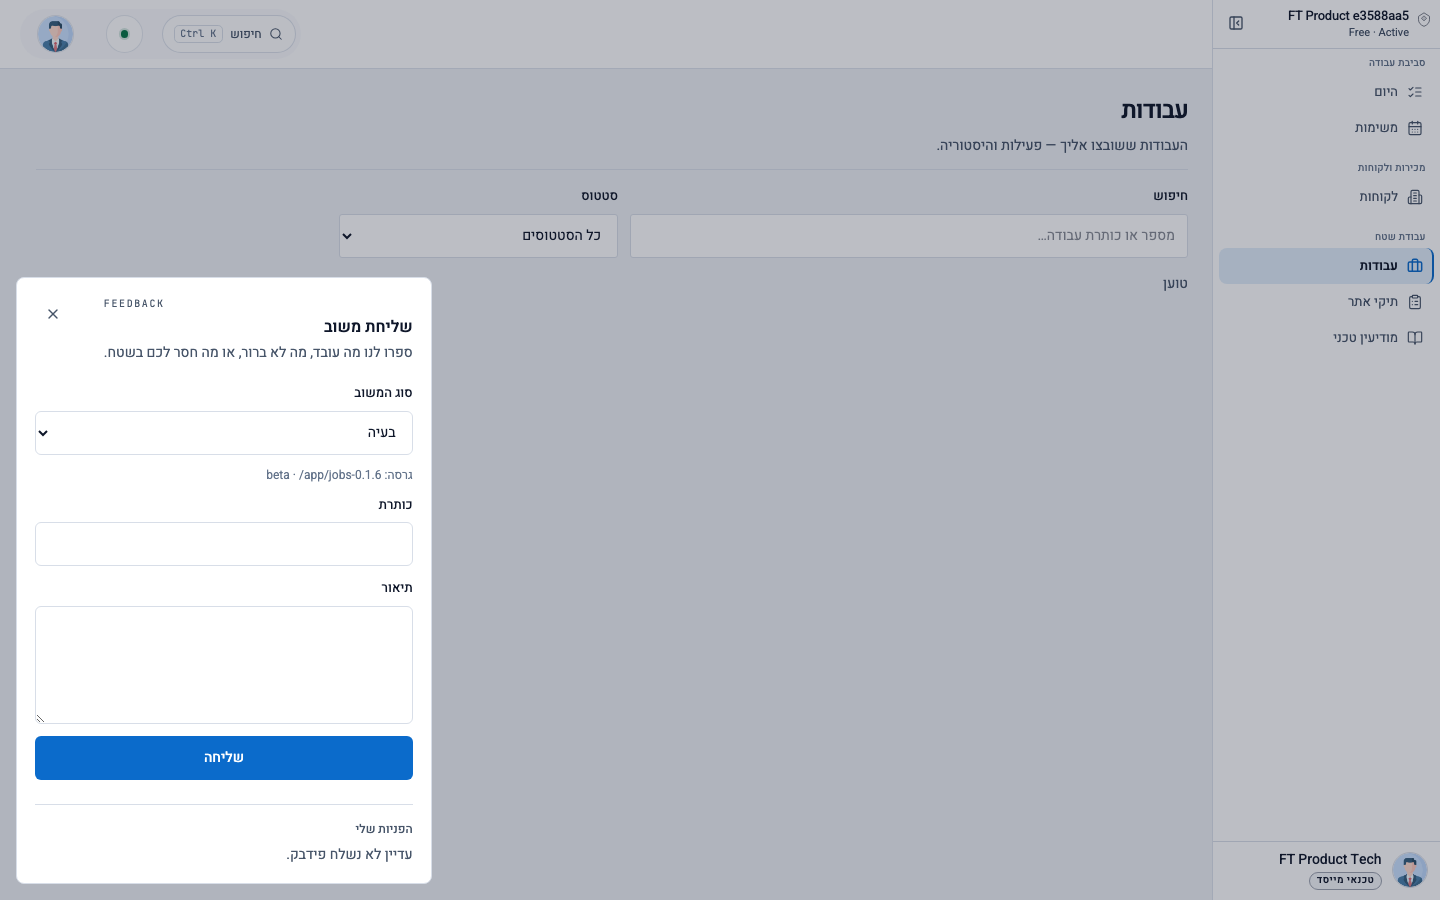 FT Product e3588aa5
Free · Active
סביבת עבודה
היום
משימות
מכירות ולקוחות
לקוחות
עבודת שטח
עבודות
תיקי אתר
מודיעין טכני
FT Product Tech
טכנאי מייסד
חיפוש
Ctrl K
עבודות
העבודות ששובצו אליך — פעילות והיסטוריה.
חיפוש
סטטוס
מספר או כותרת עבודה...
כל הסטטוסים
טוען
FEEDBACK
שליחת משוב
ספרו לנו מה עובד, מה לא ברור, או מה חסר לכם בשטח.
סוג המשוב
בעיה
גרסה: 0.1.6-beta · /app/jobs
כותרת
תיאור
שליחה
הפניות שלי
עדיין לא נשלח פידבק.